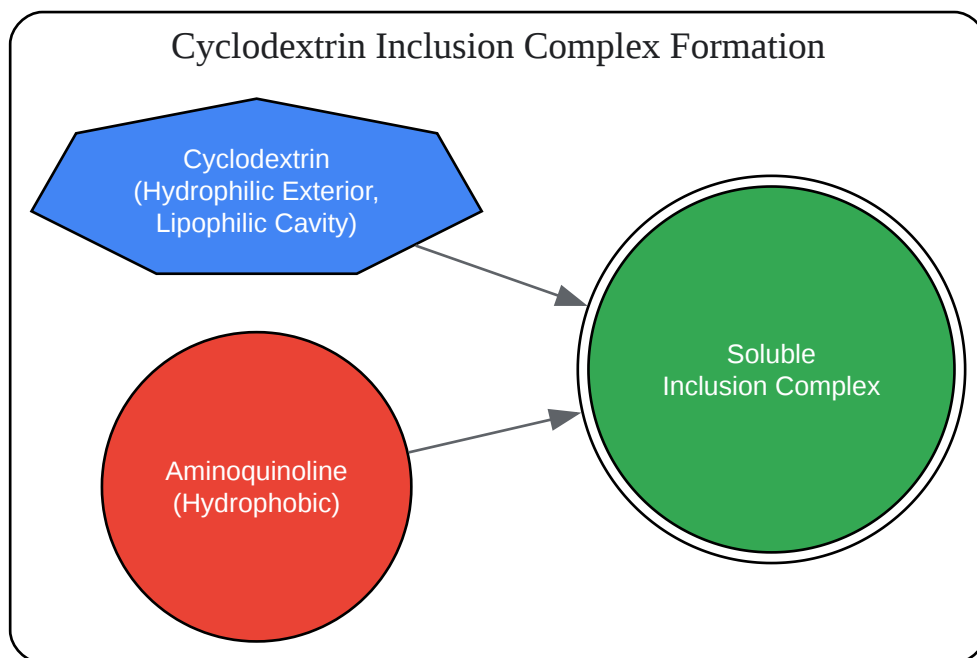 Cyclodextrin Inclusion Complex Formation
Cyclodextrin
(Hydrophilic Exterior,
Lipophilic Cavity)
Soluble
Inclusion Complex
Aminoquinoline
(Hydrophobic)